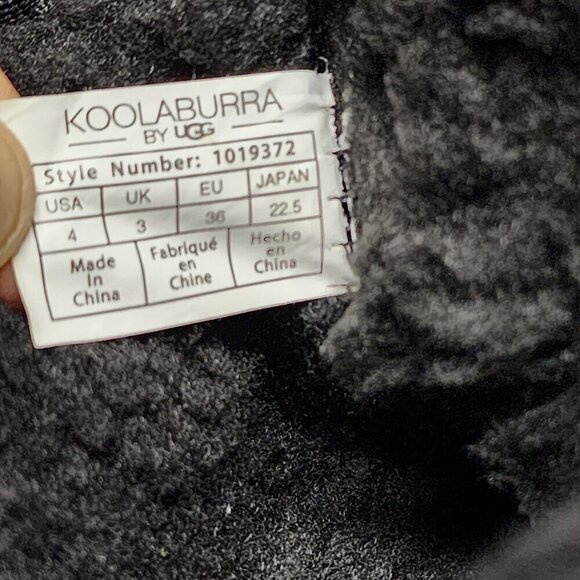 KOOLABURRA
BY UGG
Style Number: 1019372
USA UK EU JAPAN
4 3 36 22.5
Made in China
Fabriqué en Chine
Hecho en China